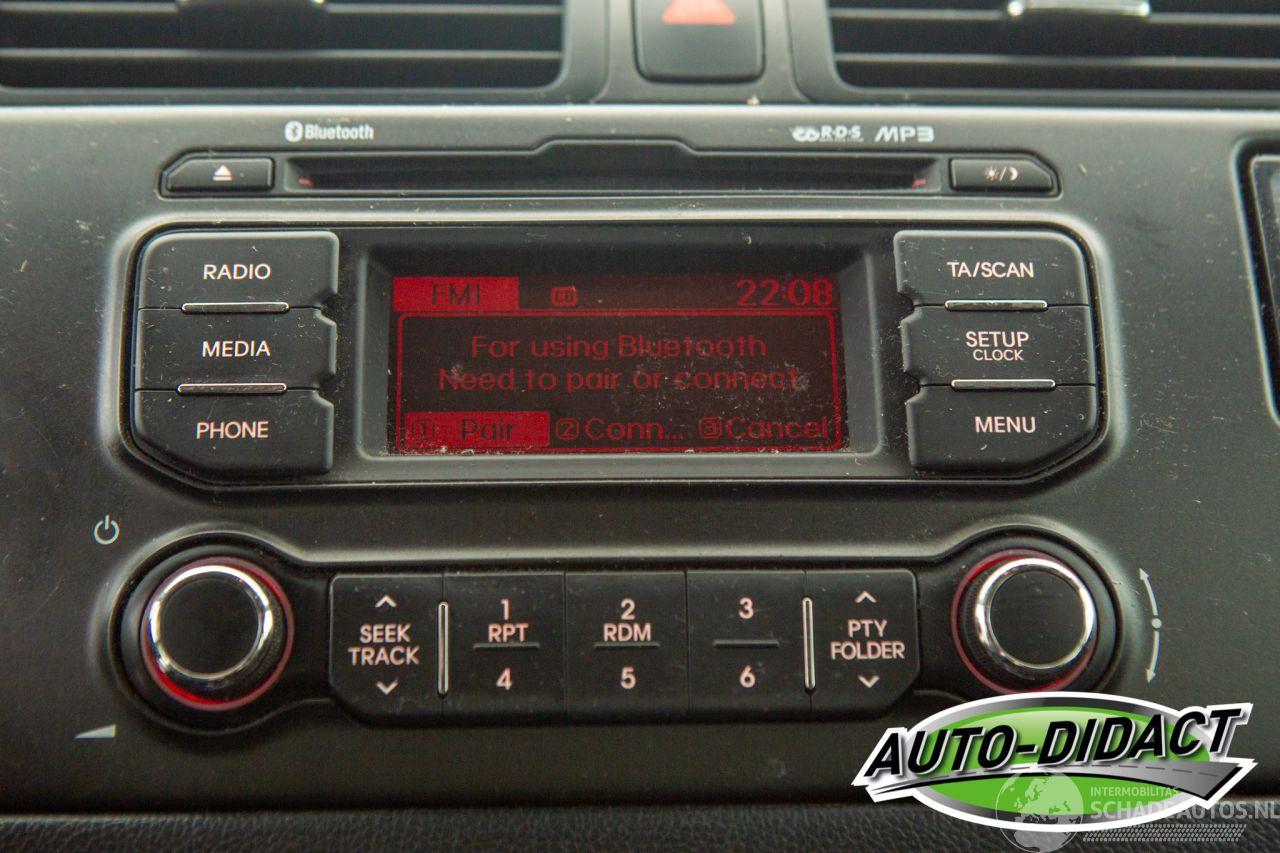 Bluetooth
R·D·S MP3
RADIO
MEDIA
PHONE
FM1 CD 22:08
For using Bluetooth
Need to pair or connect
1 Pair 2 Conn... 3 Cancel
TA/SCAN
SETUP
CLOCK
MENU
SEEK
TRACK
1
RPT
4
2
RDM
5
3
6
PTY
FOLDER
AUTO-DIDACT
INTERMOBILITAS
SCHADEAUTOS.NL